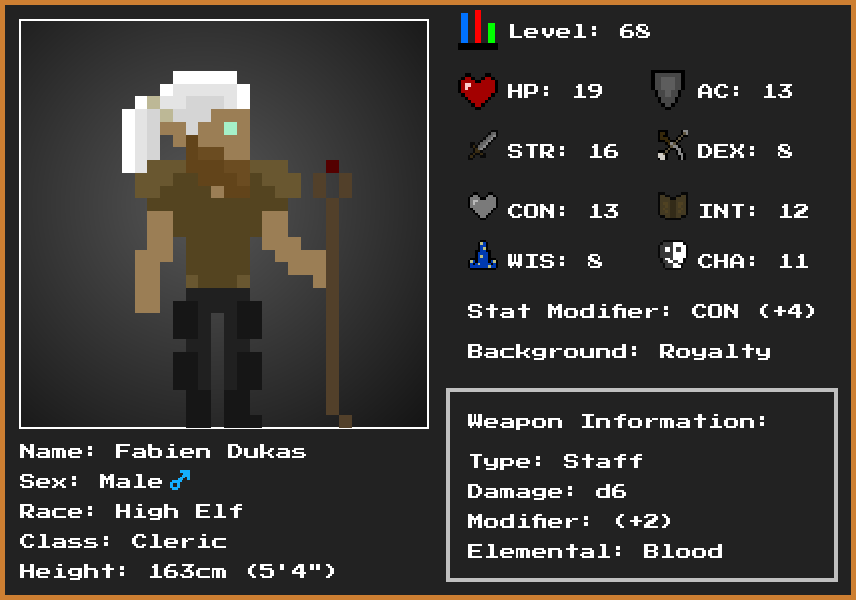 Level: 68
HP: 19 AC: 13
STR: 16 DEX: 8
CON: 13 INT: 12
WIS: 8 CHA: 11
Stat Modifier: CON (+4)
Background: Royalty
Weapon Information:
Type: Staff
Damage: d6
Modifier: (+2)
Elemental: Blood
Name: Fabien Dukas
Sex: Male ♂
Race: High Elf
Class: Cleric
Height: 163cm (5'4")